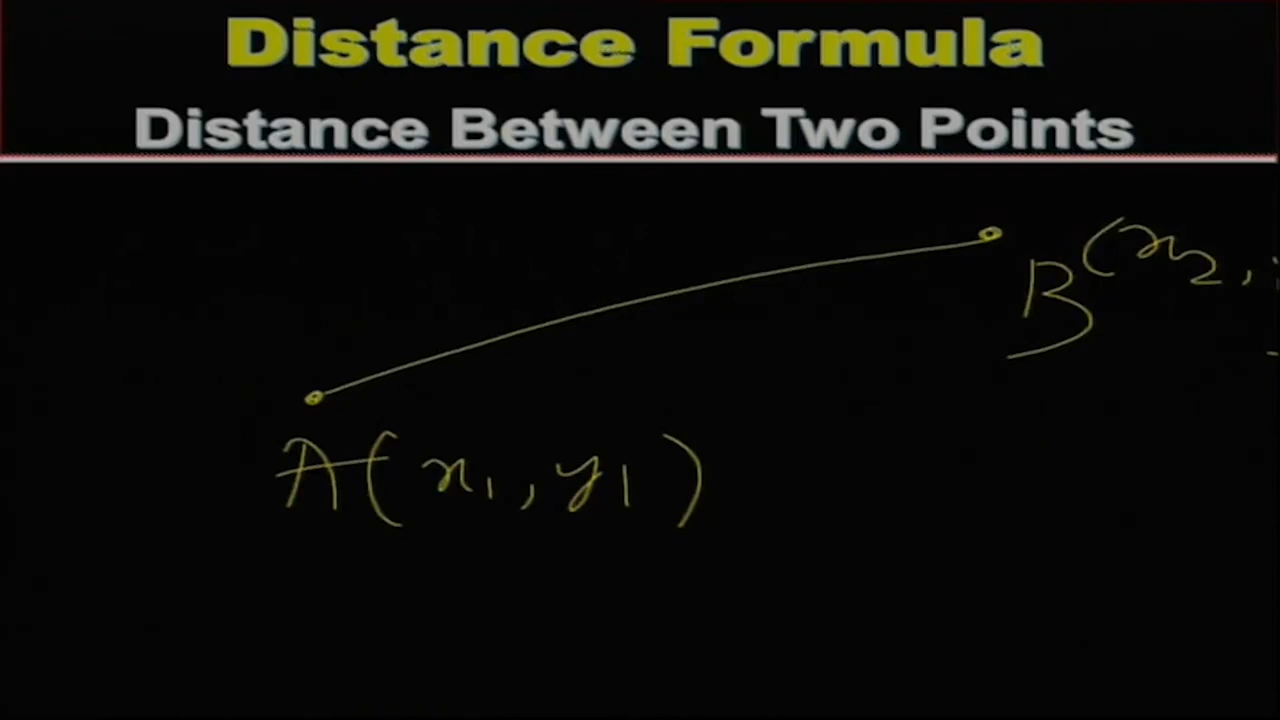 Distance Formula
Distance Between Two Points
B(x2,
A(x1, y1)